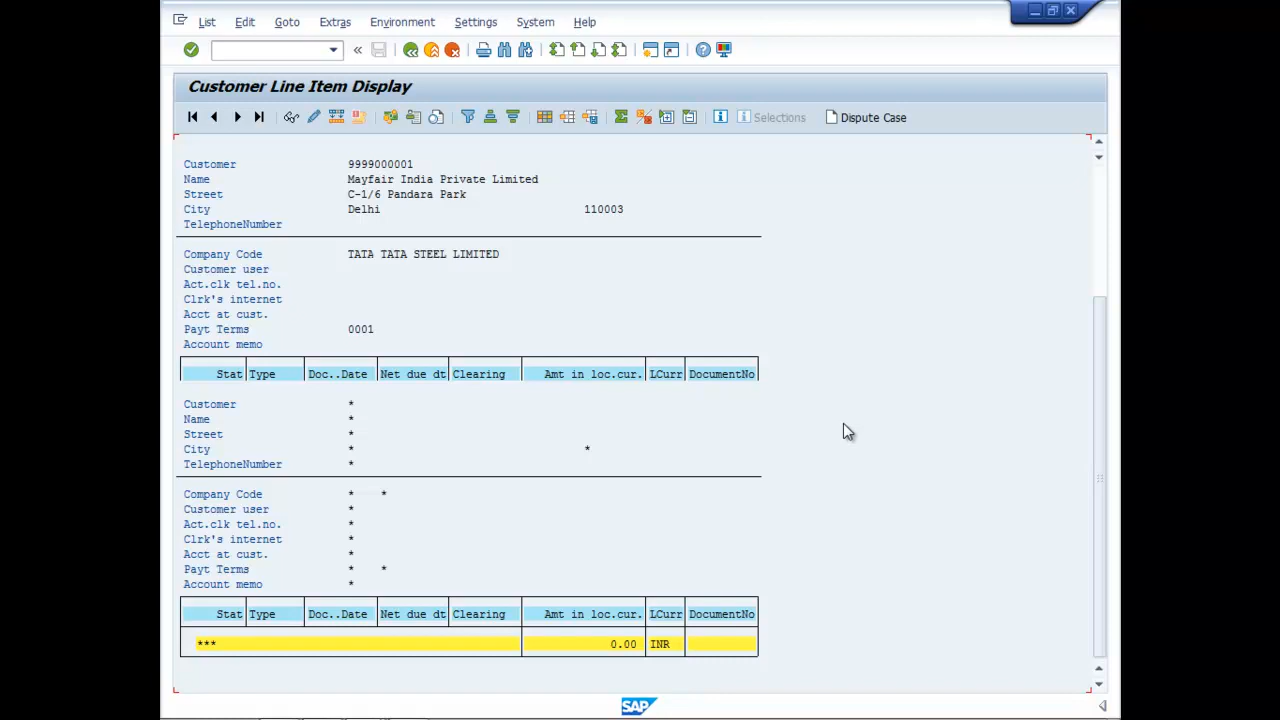 List Edit Goto Extras Environment Settings System Help
Customer Line Item Display
Selections Dispute Case
Customer 9999000001
Name Mayfair India Private Limited
Street C-1/6 Pandara Park
City Delhi 110003
TelephoneNumber
Company Code TATA TATA STEEL LIMITED
Customer user
Act.clk tel.no.
Clrk's internet
Acct at cust.
Payt Terms 0001
Account memo
Stat Type Doc..Date Net due dt Clearing Amt in loc.cur. LCurr DocumentNo
Customer *
Name *
Street *
City * *
TelephoneNumber *
Company Code * *
Customer user *
Act.clk tel.no. *
Clrk's internet *
Acct at cust. *
Payt Terms * *
Account memo *
Stat Type Doc..Date Net due dt Clearing Amt in loc.cur. LCurr DocumentNo
*** 0.00 INR
SAP